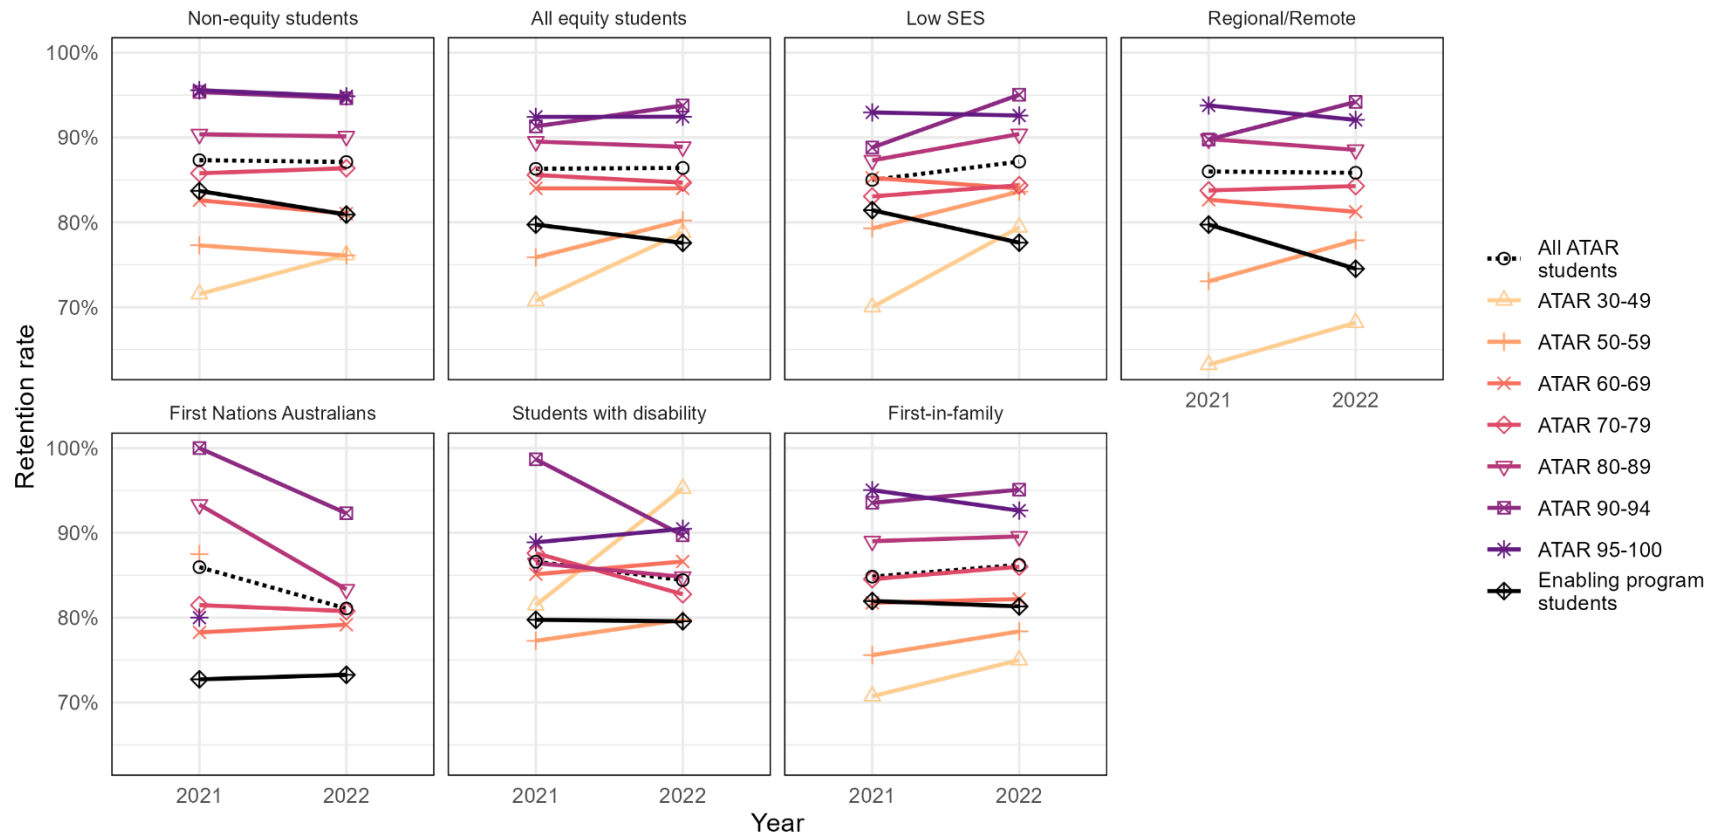 Non-equity students
All equity students
Low SES
Regional/Remote
100%
90%
80%
70%
2021
2022
First Nations Australians
Students with disability
First-in-family
100%
90%
80%
70%
2021
2022
2021
2022
2021
2022
Retention rate
Year
All ATAR
students
ATAR 30-49
ATAR 50-59
ATAR 60-69
ATAR 70-79
ATAR 80-89
ATAR 90-94
ATAR 95-100
Enabling program
students